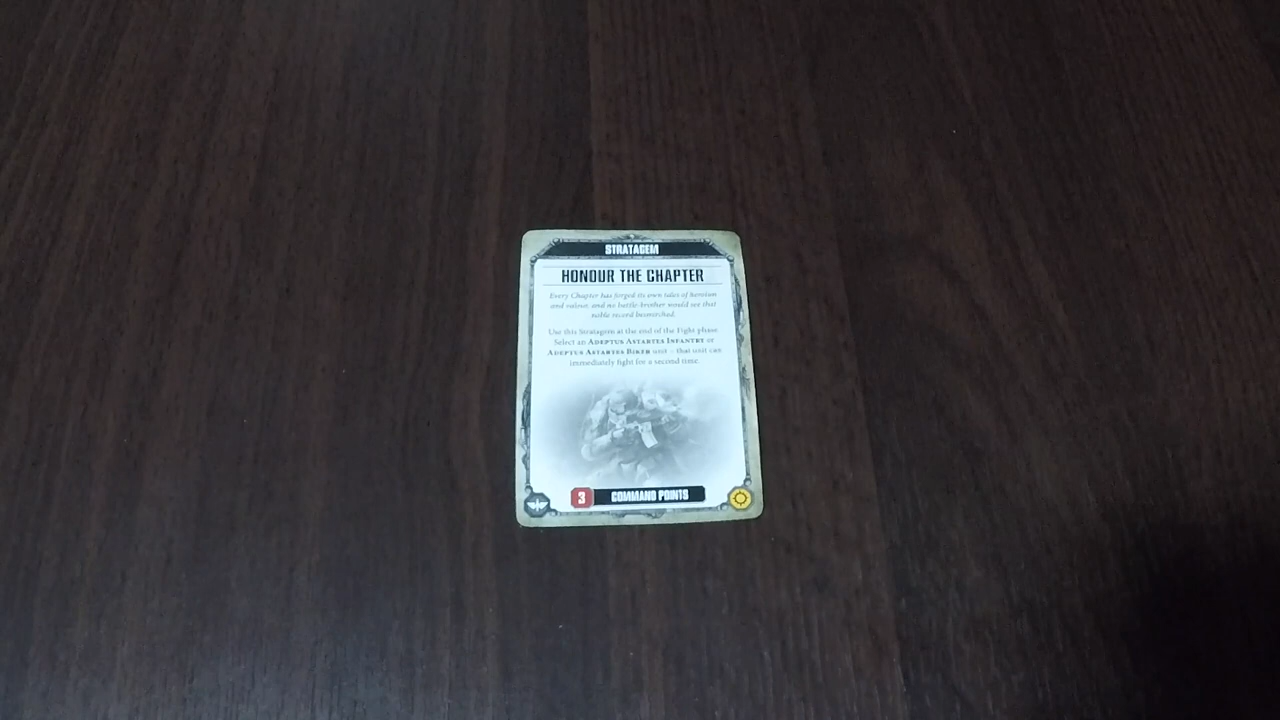 STRATAGEM
HONOUR THE CHAPTER
Every Chapter has forged its own tales of heroism
and valour, and no battle-brother would see that
noble record besmirched.
Use this Stratagem at the end of the Fight phase.
Select an ADEPTUS ASTARTES INFANTRY or
ADEPTUS ASTARTES BIKER unit – that unit can
immediately fight for a second time.
3 COMMAND POINTS